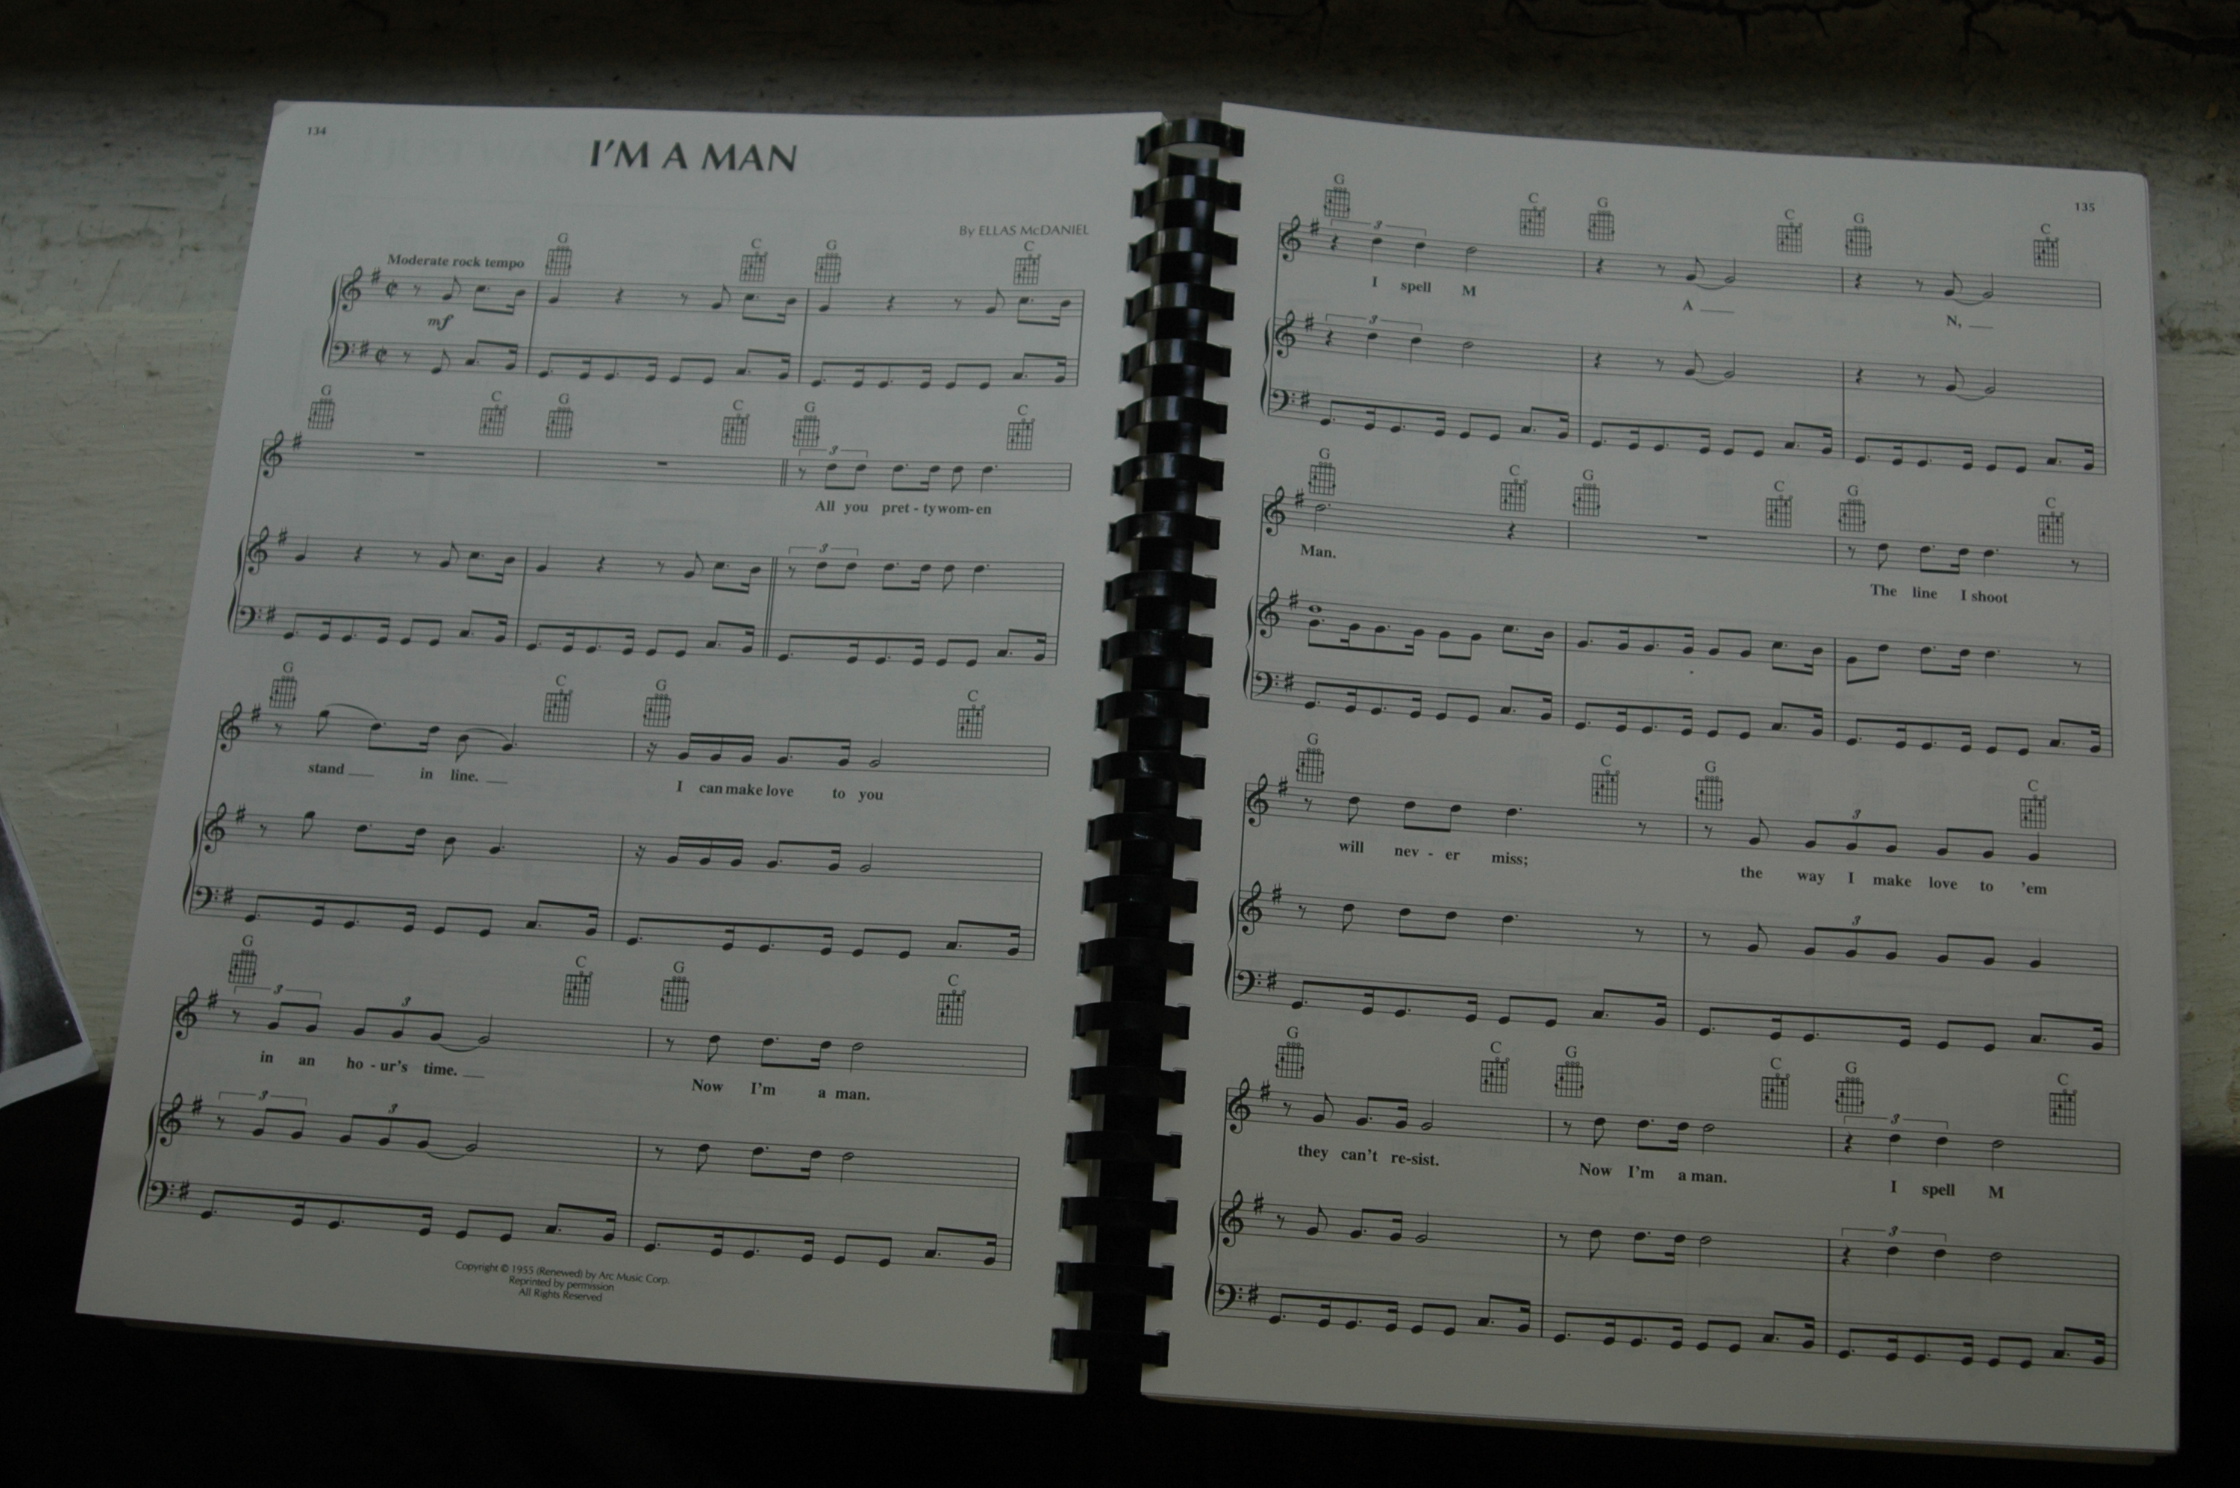 134
I'M A MAN
By ELLAS McDANIEL
Moderate rock tempo
G C G C
mf
G C G C G C
3
All you pret - ty wom - en
3
G C G C
stand in line. I can make love to you
G C G C
3 3
in an ho - ur's time. Now I'm a man.
3 3
Copyright © 1955 (Renewed) by Arc Music Corp.
Reprinted by permission
All Rights Reserved
135
G C G C G C
3
I spell M A N,
3
G C G C G C
Man. The line I shoot
G C G C
3
will nev - er miss; the way I make love to 'em
3
G C G C G C
3
they can't re - sist. Now I'm a man. I spell M
3